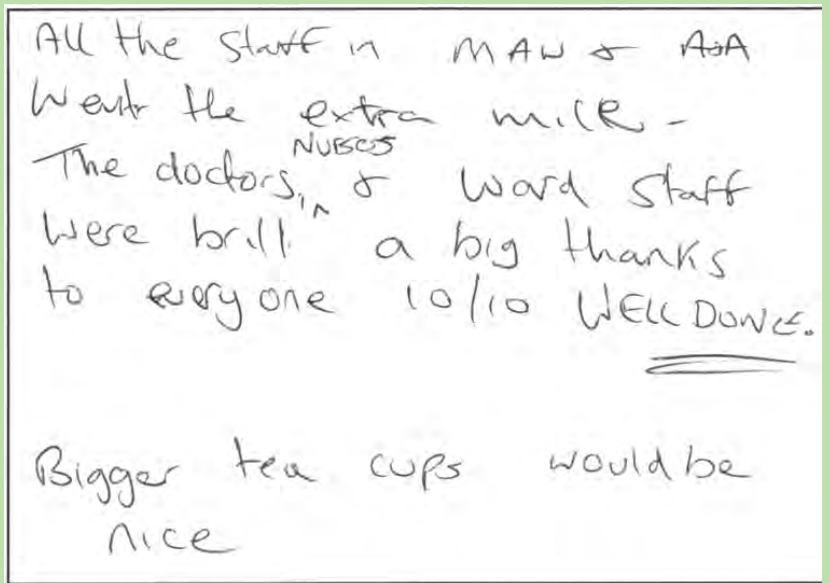 All the staff in MAW & A&A
Went the extra mile -
The doctors, NURSES & ward staff
were brill a big thanks
to everyone 10/10 WELL DONE.
Bigger tea cups would be
nice